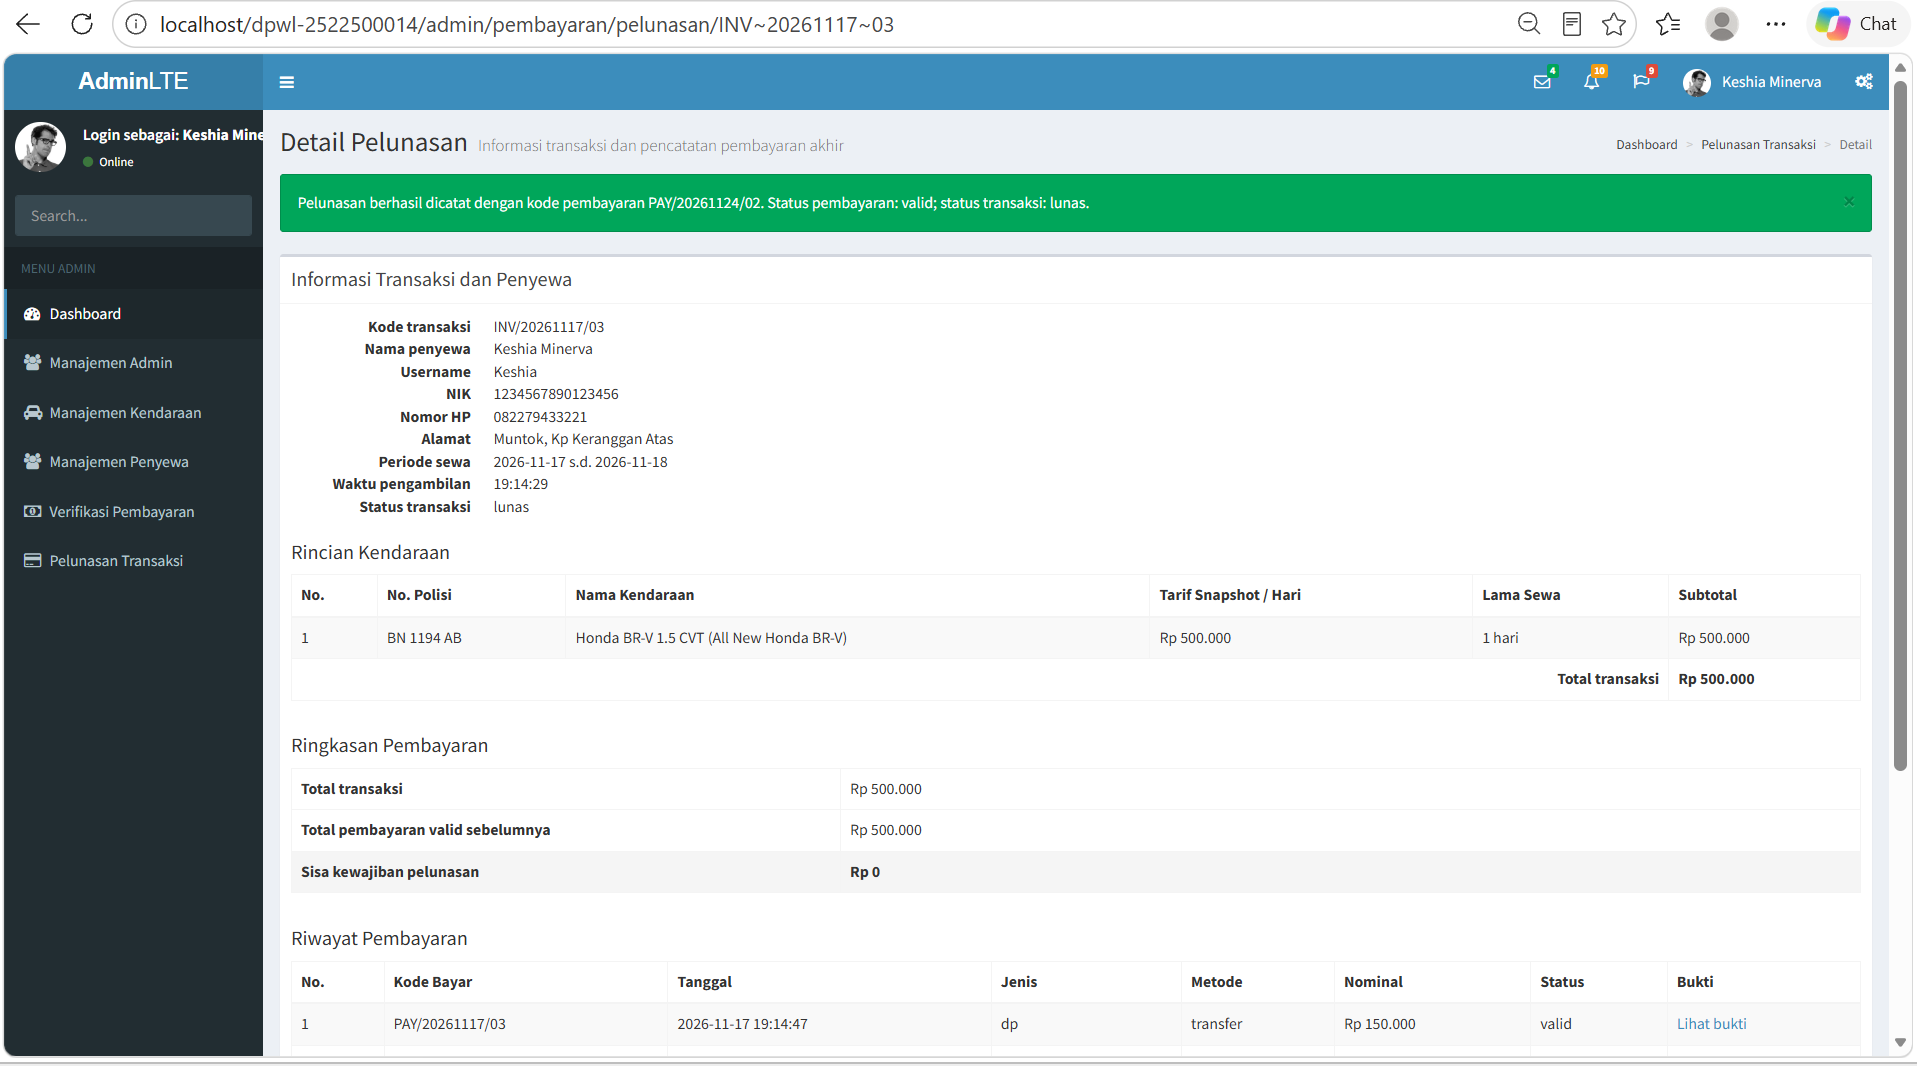 localhost/dpwl-2522500014/admin/pembayaran/pelunasan/INV~20261117~03
Chat
AdminLTE
4
10
9
Keshia Minerva
Login sebagai: Keshia Mine
Online
Search...
MENU ADMIN
Dashboard
Manajemen Admin
Manajemen Kendaraan
Manajemen Penyewa
Verifikasi Pembayaran
Pelunasan Transaksi
Detail Pelunasan Informasi transaksi dan pencatatan pembayaran akhir
Dashboard > Pelunasan Transaksi > Detail
Pelunasan berhasil dicatat dengan kode pembayaran PAY/20261124/02. Status pembayaran: valid; status transaksi: lunas.
×
Informasi Transaksi dan Penyewa
Kode transaksi INV/20261117/03
Nama penyewa Keshia Minerva
Username Keshia
NIK 1234567890123456
Nomor HP 082279433221
Alamat Muntok, Kp Keranggan Atas
Periode sewa 2026-11-17 s.d. 2026-11-18
Waktu pengambilan 19:14:29
Status transaksi lunas
Rincian Kendaraan
No. No. Polisi Nama Kendaraan Tarif Snapshot / Hari Lama Sewa Subtotal
1 BN 1194 AB Honda BR-V 1.5 CVT (All New Honda BR-V) Rp 500.000 1 hari Rp 500.000
Total transaksi Rp 500.000
Ringkasan Pembayaran
Total transaksi Rp 500.000
Total pembayaran valid sebelumnya Rp 500.000
Sisa kewajiban pelunasan Rp 0
Riwayat Pembayaran
No. Kode Bayar Tanggal Jenis Metode Nominal Status Bukti
1 PAY/20261117/03 2026-11-17 19:14:47 dp transfer Rp 150.000 valid Lihat bukti